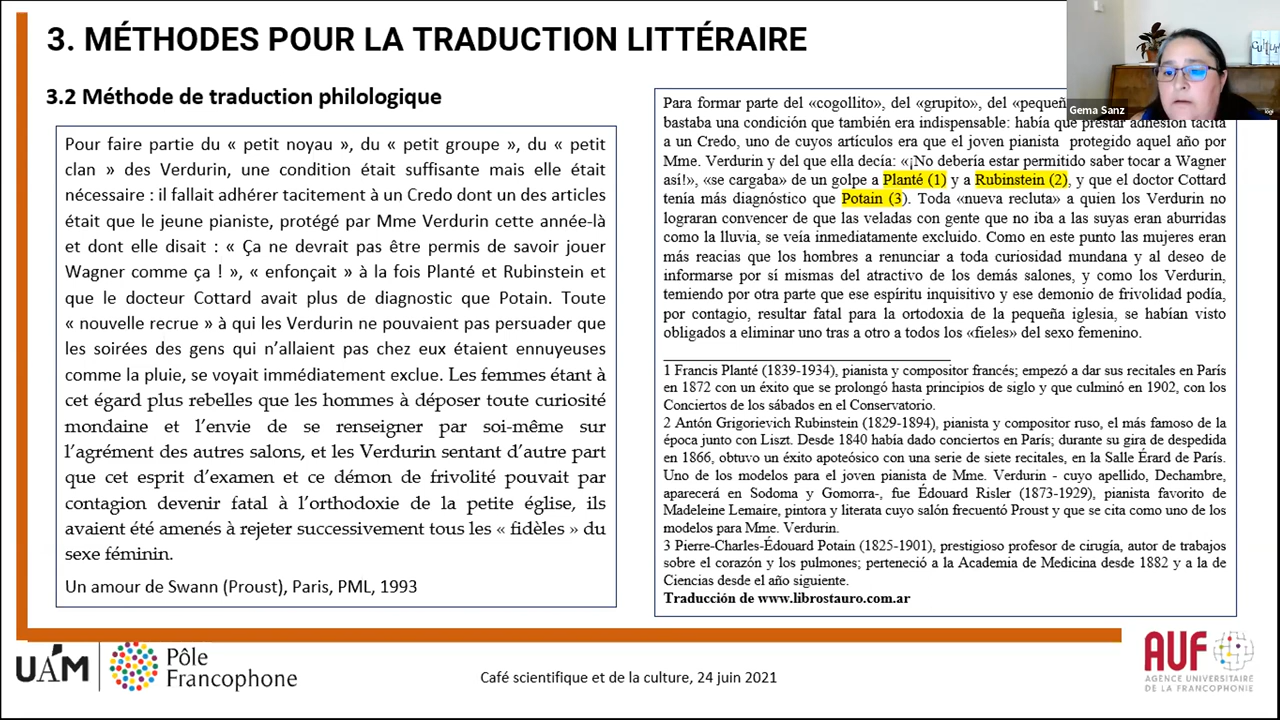 3. MÉTHODES POUR LA TRADUCTION LITTÉRAIRE
3.2 Méthode de traduction philologique
Pour faire partie du « petit noyau », du « petit groupe », du « petit
clan » des Verdurin, une condition était suffisante mais elle était
nécessaire : il fallait adhérer tacitement à un Credo dont un des articles
était que le jeune pianiste, protégé par Mme Verdurin cette année-là
et dont elle disait : « Ça ne devrait pas être permis de savoir jouer
Wagner comme ça ! », « enfonçait » à la fois Planté et Rubinstein et
que le docteur Cottard avait plus de diagnostic que Potain. Toute
« nouvelle recrue » à qui les Verdurin ne pouvaient pas persuader que
les soirées des gens qui n’allaient pas chez eux étaient ennuyeuses
comme la pluie, se voyait immédiatement exclue. Les femmes étant à
cet égard plus rebelles que les hommes à déposer toute curiosité
mondaine et l’envie de se renseigner par soi-même sur
l’agrément des autres salons, et les Verdurin sentant d’autre part
que cet esprit d’examen et ce démon de frivolité pouvait par
contagion devenir fatal à l’orthodoxie de la petite église, ils
avaient été amenés à rejeter successivement tous les « fidèles » du
sexe féminin.
Un amour de Swann (Proust), Paris, PML, 1993
Para formar parte del «cogollito», del «grupito», del
bastaba una condición que también era indispensable: había que prestar adhesión tácita
a un Credo, uno de cuyos artículos era que el joven pianista protegido aquel año por
Mme. Verdurin y del que ella decía: «¡No debería estar permitido saber tocar a Wagner
así!», «se cargaba» de un golpe a Planté (1) y a Rubinstein (2), y que el doctor Cottard
tenía más diagnóstico que Potain (3). Toda «nueva recluta» a quien los Verdurin no
lograran convencer de que las veladas con gente que no iba a las suyas eran aburridas
como la lluvia, se veía inmediatamente excluido. Como en este punto las mujeres eran
más reacias que los hombres a renunciar a toda curiosidad mundana y al deseo de
informarse por sí mismas del atractivo de los demás salones, y como los Verdurin,
temiendo por otra parte que ese espíritu inquisitivo y ese demonio de frivolidad podía,
por contagio, resultar fatal para la ortodoxia de la pequeña iglesia, se habían visto
obligados a eliminar uno tras a otro a todos los «fieles» del sexo femenino.
1 Francis Planté (1839-1934), pianista y compositor francés; empezó a dar sus recitales en París
en 1872 con un éxito que se prolongó hasta principios de siglo y que culminó en 1902, con los
Conciertos de los sábados en el Conservatorio.
2 Antón Grigorievich Rubinstein (1829-1894), pianista y compositor ruso, el más famoso de la
época junto con Liszt. Desde 1840 había dado conciertos en París; durante su gira de despedida
en 1866, obtuvo un éxito apoteósico con una serie de siete recitales, en la Salle Érard de París.
Uno de los modelos para el joven pianista de Mme. Verdurin - cuyo apellido, Dechambre,
aparecerá en Sodoma y Gomorra-, fue Édouard Risler (1873-1929), pianista favorito de
Madeleine Lemaire, pintora y literata cuyo salón frecuentó Proust y que se cita como uno de los
modelos para Mme. Verdurin.
3 Pierre-Charles-Édouard Potain (1825-1901), prestigioso profesor de cirugía, autor de trabajos
sobre el corazón y los pulmones; perteneció a la Academia de Medicina desde 1882 y a la de
Ciencias desde el año siguiente.
Traducción de www.librostauro.com.ar
Gema Sanz
UAM
Pôle
Francophone
Café scientifique et de la culture, 24 juin 2021
AUF
AGENCE UNIVERSITAIRE
DE LA FRANCOPHONIE